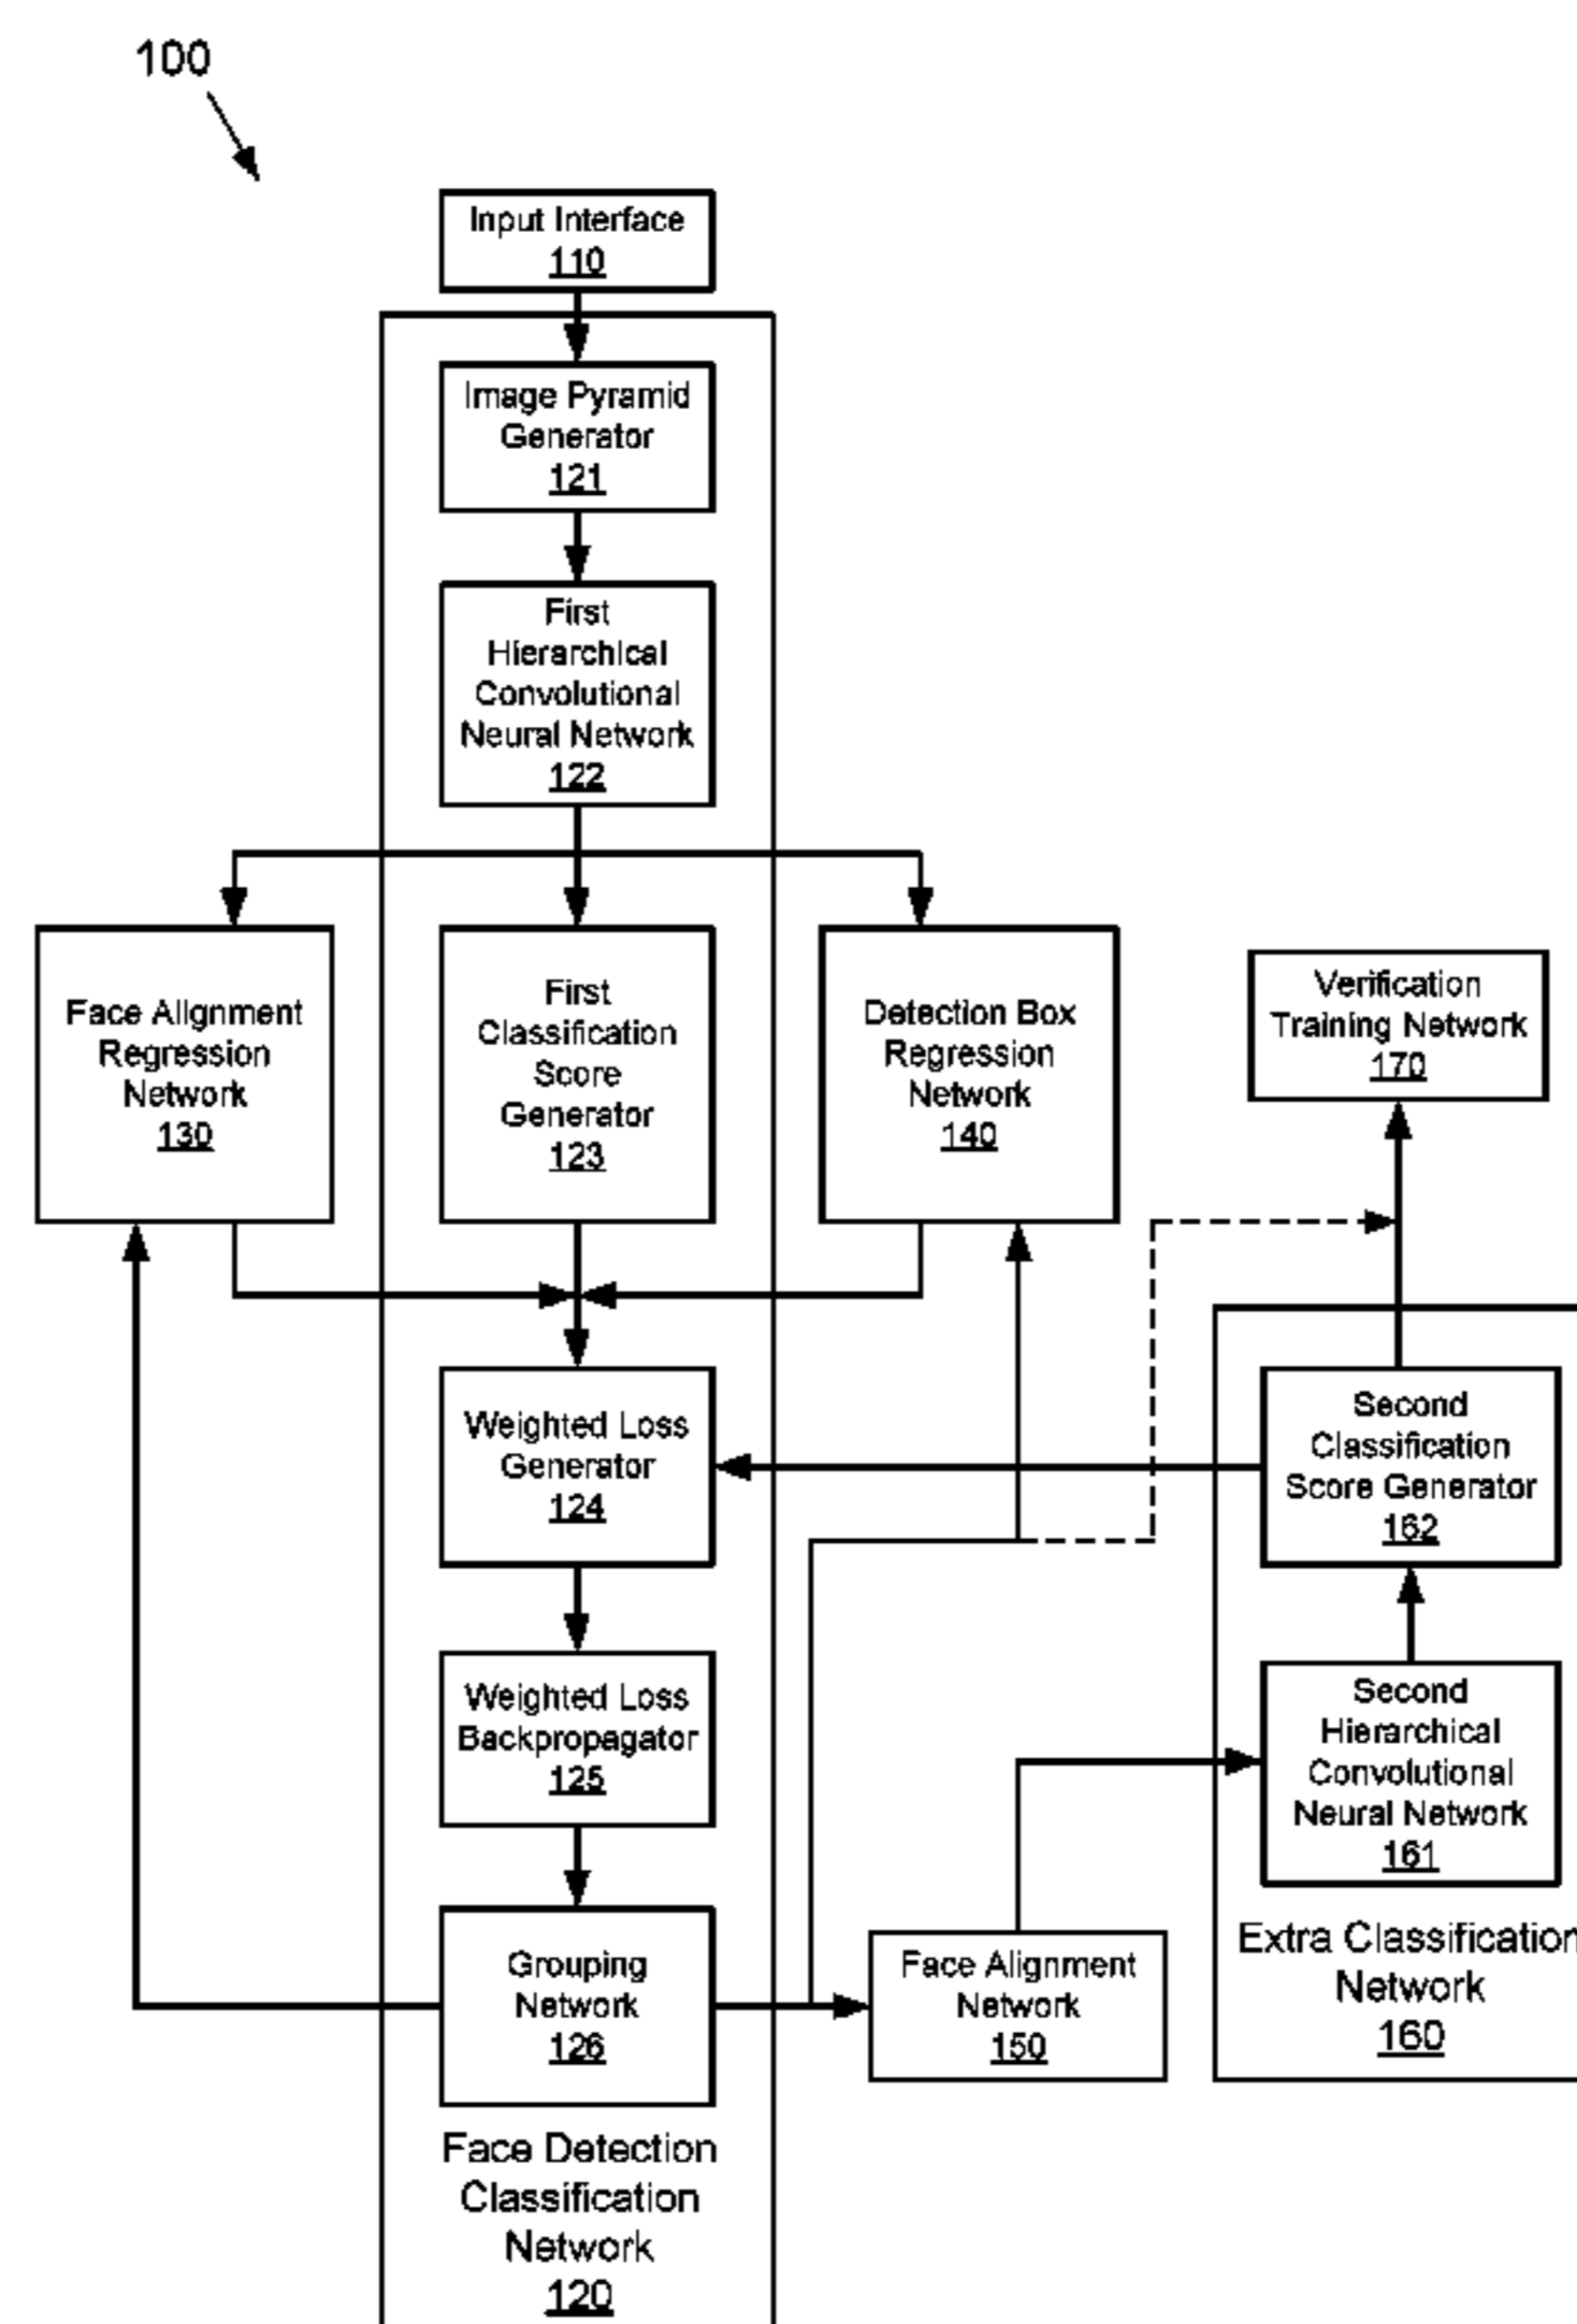 100
Input Interface
110
Image Pyramid
Generator
121
First
Hierarchical
Convolutional
Neural Network
122
Face Alignment
Regression
Network
130
First
Classification
Score
Generator
123
Detection Box
Regression
Network
140
Verification
Training Network
170
Weighted Loss
Generator
124
Second
Classification
Score Generator
162
Weighted Loss
Backpropagator
125
Second
Hierarchical
Convolutional
Neural Network
161
Extra Classification
Network
160
Grouping
Network
126
Face Alignment
Network
150
Face Detection
Classification
Network
120